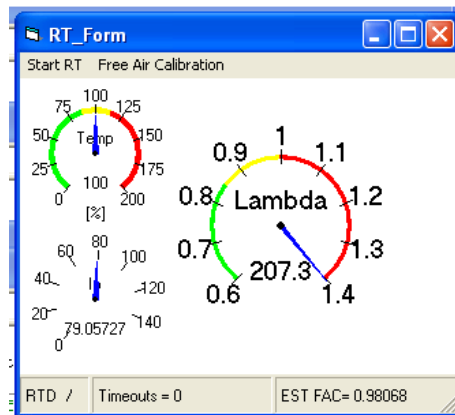 RT_Form
Start RT Free Air Calibration
0 25 50 75 100 125 150 175 200
Temp
100
[%]
0 20 40 60 80 100 120 140
79.05727
0.6 0.7 0.8 0.9 1 1.1 1.2 1.3 1.4
Lambda
207.3
RTD / Timeouts = 0 EST FAC= 0.98068